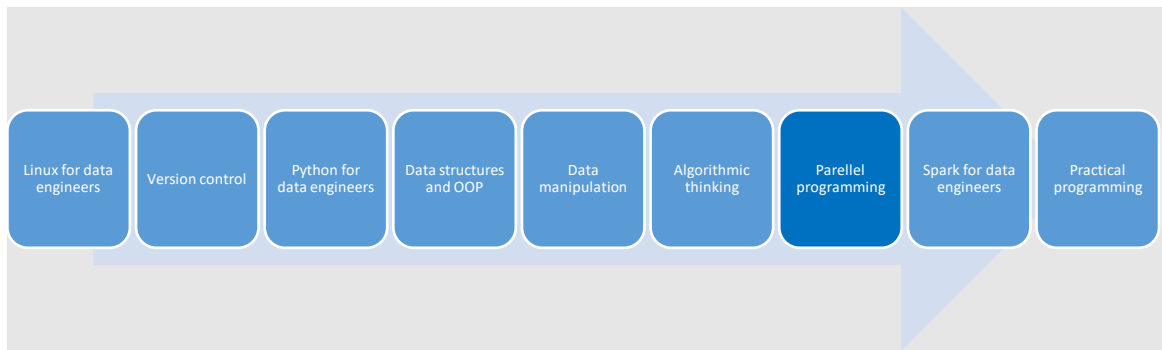 Linux for data
engineers
Version control
Python for
data engineers
Data structures
and OOP
Data
manipulation
Algorithmic
thinking
Parellel
programming
Spark for data
engineers
Practical
programming